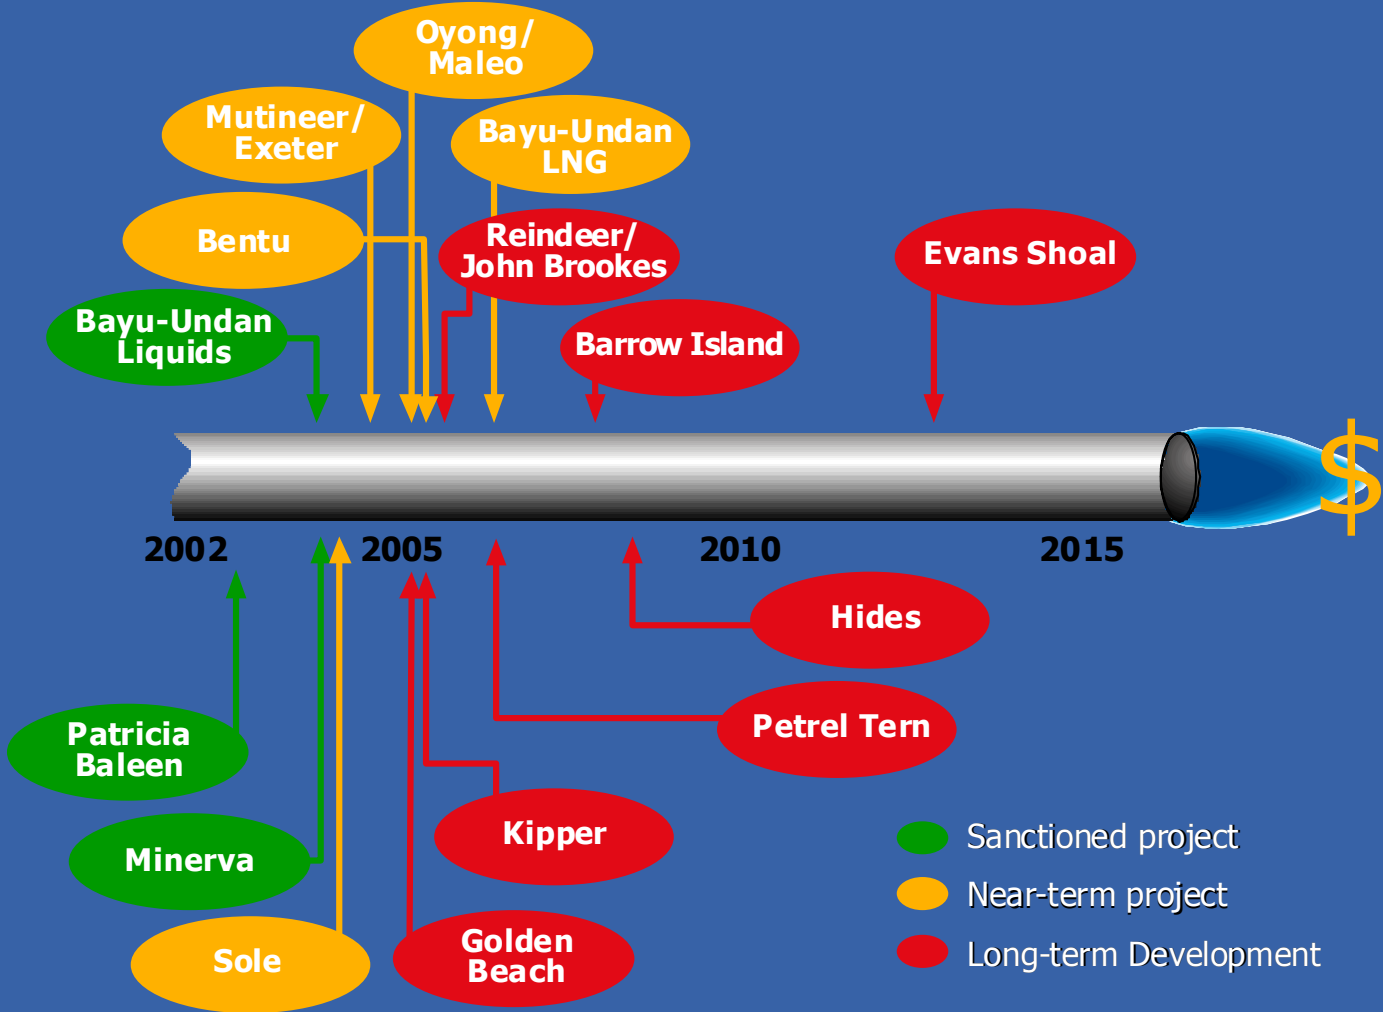 Oyong/
Maleo
Mutineer/
Exeter
Bayu-Undan
LNG
Bentu
Reindeer/
John Brookes
Evans Shoal
Bayu-Undan
Liquids
Barrow Island
$
2002
2005
2010
2015
Hides
Patricia
Baleen
Petrel Tern
Minerva
Kipper
Sole
Golden
Beach
Sanctioned project
Near-term project
Long-term Development